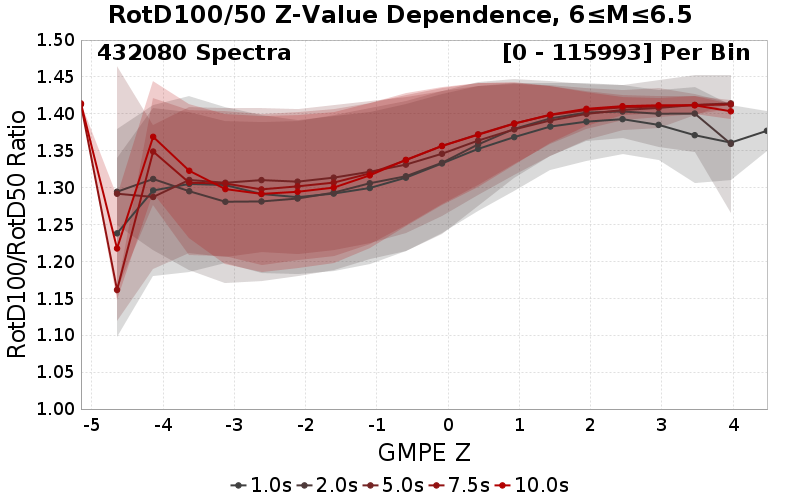 RotD100/50 Z-Value Dependence, 6≤M≤6.5
432080 Spectra
[0 - 115993] Per Bin
RotD100/RotD50 Ratio
1.50
1.45
1.40
1.35
1.30
1.25
1.20
1.15
1.10
1.05
1.00
-5 -4 -3 -2 -1 0 1 2 3 4
GMPE Z
1.0s 2.0s 5.0s 7.5s 10.0s